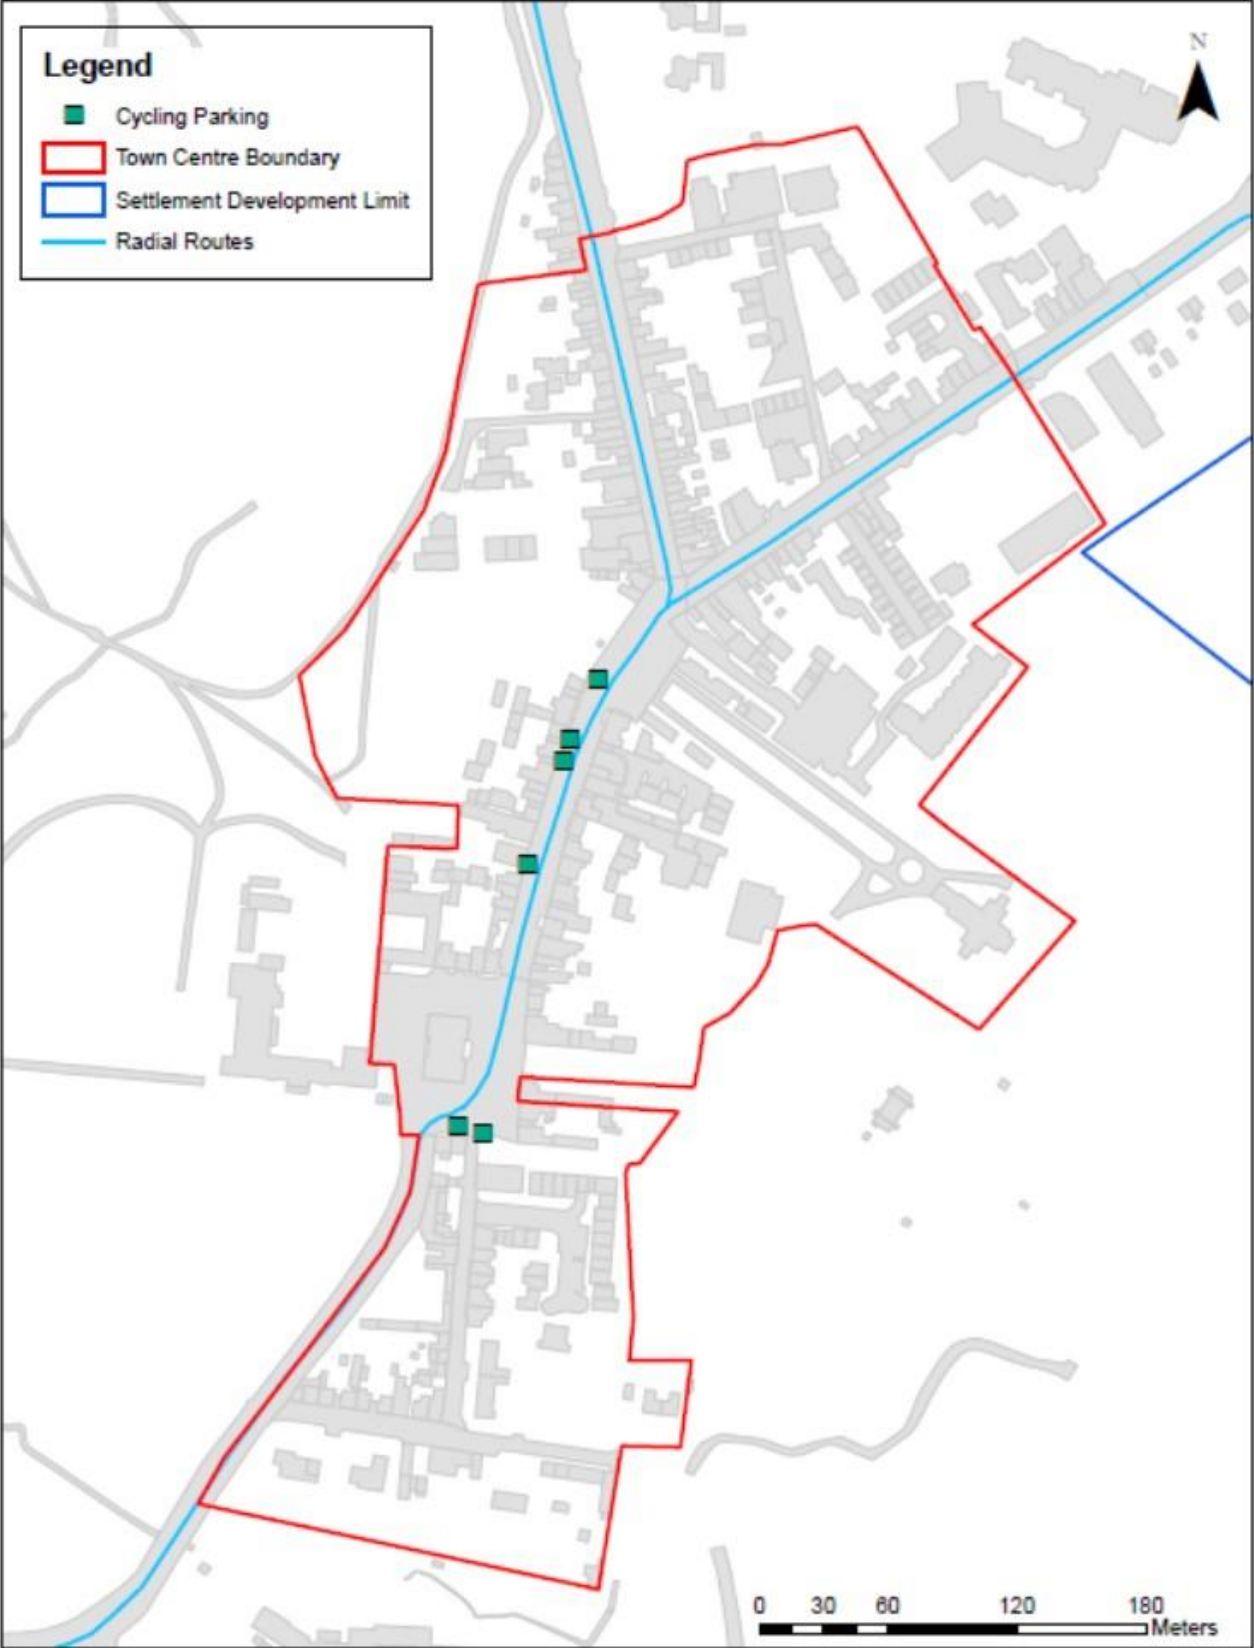 Legend
Cycling Parking
Town Centre Boundary
Settlement Development Limit
Radial Routes
N
0 30 60 120 180
Meters